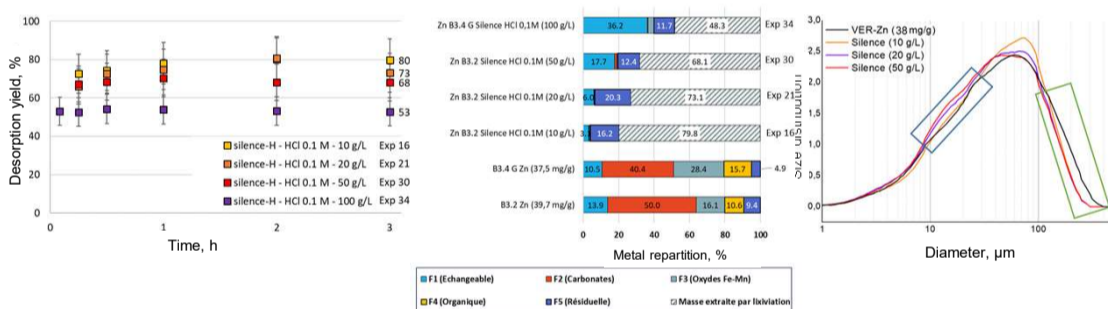 Desorption yield, %
100
80
60
40
20
0
80
73
68
53
silence-H - HCl 0.1 M - 10 g/L Exp 16
silence-H - HCl 0.1 M - 20 g/L Exp 21
silence-H - HCl 0.1 M - 50 g/L Exp 30
silence-H - HCl 0.1 M - 100 g/L Exp 34
0 1 2 3
Time, h
Zn B3.4 G Silence HCl 0,1M (100 g/L) 36.2 11.7 48.3 Exp 34
Zn B3.2 Silence HCl 0.1M (50 g/L) 17.7 12.4 68.1 Exp 30
Zn B3.2 Silence HCl 0.1M (20 g/L) 6.0 20.3 73.1 Exp 21
Zn B3.2 Silence HCl 0.1M (10 g/L) 16.2 79.8 Exp 16
B3.4 G Zn (37,5 mg/g) 10.5 40.4 28.4 15.7 4.9
B3.2 Zn (39,7 mg/g) 13.9 50.0 16.1 10.6 9.4
0 20 40 60 80 100
Metal repartition, %
F1 (Echangeable) F2 (Carbonates) F3 (Oxydes Fe-Mn)
F4 (Organique) F5 (Résiduelle) Masse extraite par lixiviation
3,0
2,5
2,0
1,5
1,0
0,5
0,0
VER-Zn (38 mg/g)
Silence (10 g/L)
Silence (20 g/L)
Silence (50 g/L)
1 10 100
Diameter, µm